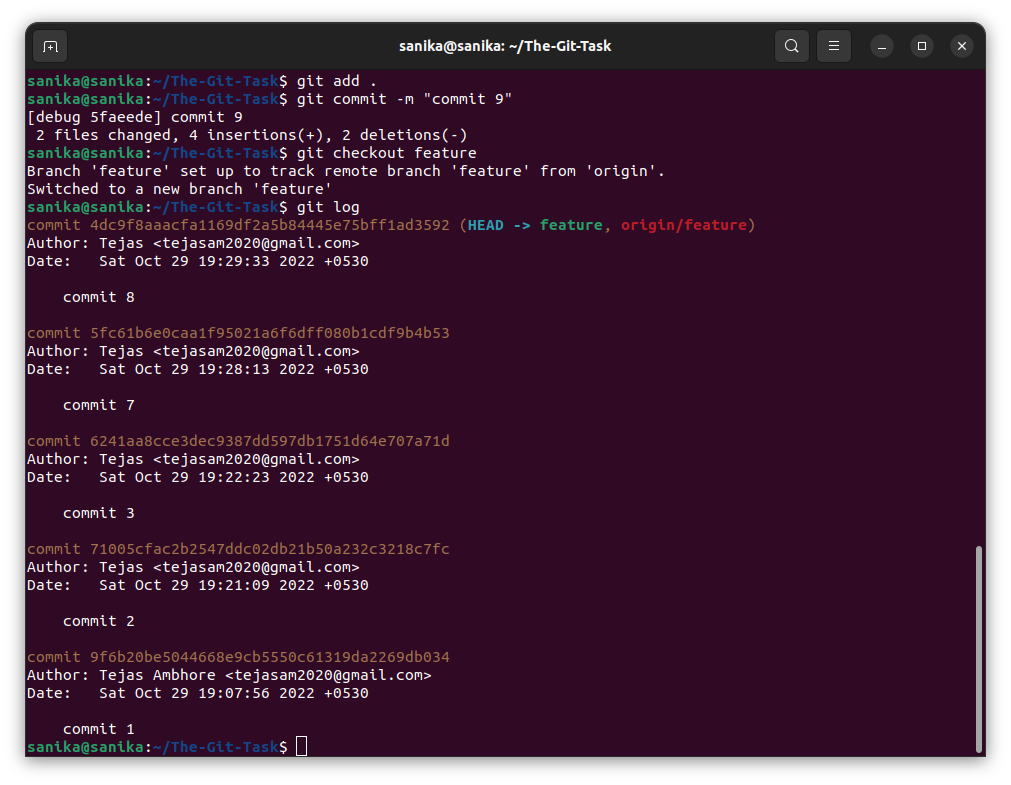 sanika@sanika: ~/The-Git-Task
sanika@sanika:~/The-Git-Task$ git add .
sanika@sanika:~/The-Git-Task$ git commit -m "commit 9"
[debug 5faeede] commit 9
 2 files changed, 4 insertions(+), 2 deletions(-)
sanika@sanika:~/The-Git-Task$ git checkout feature
Branch 'feature' set up to track remote branch 'feature' from 'origin'.
Switched to a new branch 'feature'
sanika@sanika:~/The-Git-Task$ git log
commit 4dc9f8aaacfa1169df2a5b84445e75bff1ad3592 (HEAD -> feature, origin/feature)
Author: Tejas <tejasam2020@gmail.com>
Date:   Sat Oct 29 19:29:33 2022 +0530

    commit 8

commit 5fc61b6e0caa1f95021a6f6dff080b1cdf9b4b53
Author: Tejas <tejasam2020@gmail.com>
Date:   Sat Oct 29 19:28:13 2022 +0530

    commit 7

commit 6241aa8cce3dec9387dd597db1751d64e707a71d
Author: Tejas <tejasam2020@gmail.com>
Date:   Sat Oct 29 19:22:23 2022 +0530

    commit 3

commit 71005cfac2b2547ddc02db21b50a232c3218c7fc
Author: Tejas <tejasam2020@gmail.com>
Date:   Sat Oct 29 19:21:09 2022 +0530

    commit 2

commit 9f6b20be5044668e9cb5550c61319da2269db034
Author: Tejas Ambhore <tejasam2020@gmail.com>
Date:   Sat Oct 29 19:07:56 2022 +0530

    commit 1
sanika@sanika:~/The-Git-Task$